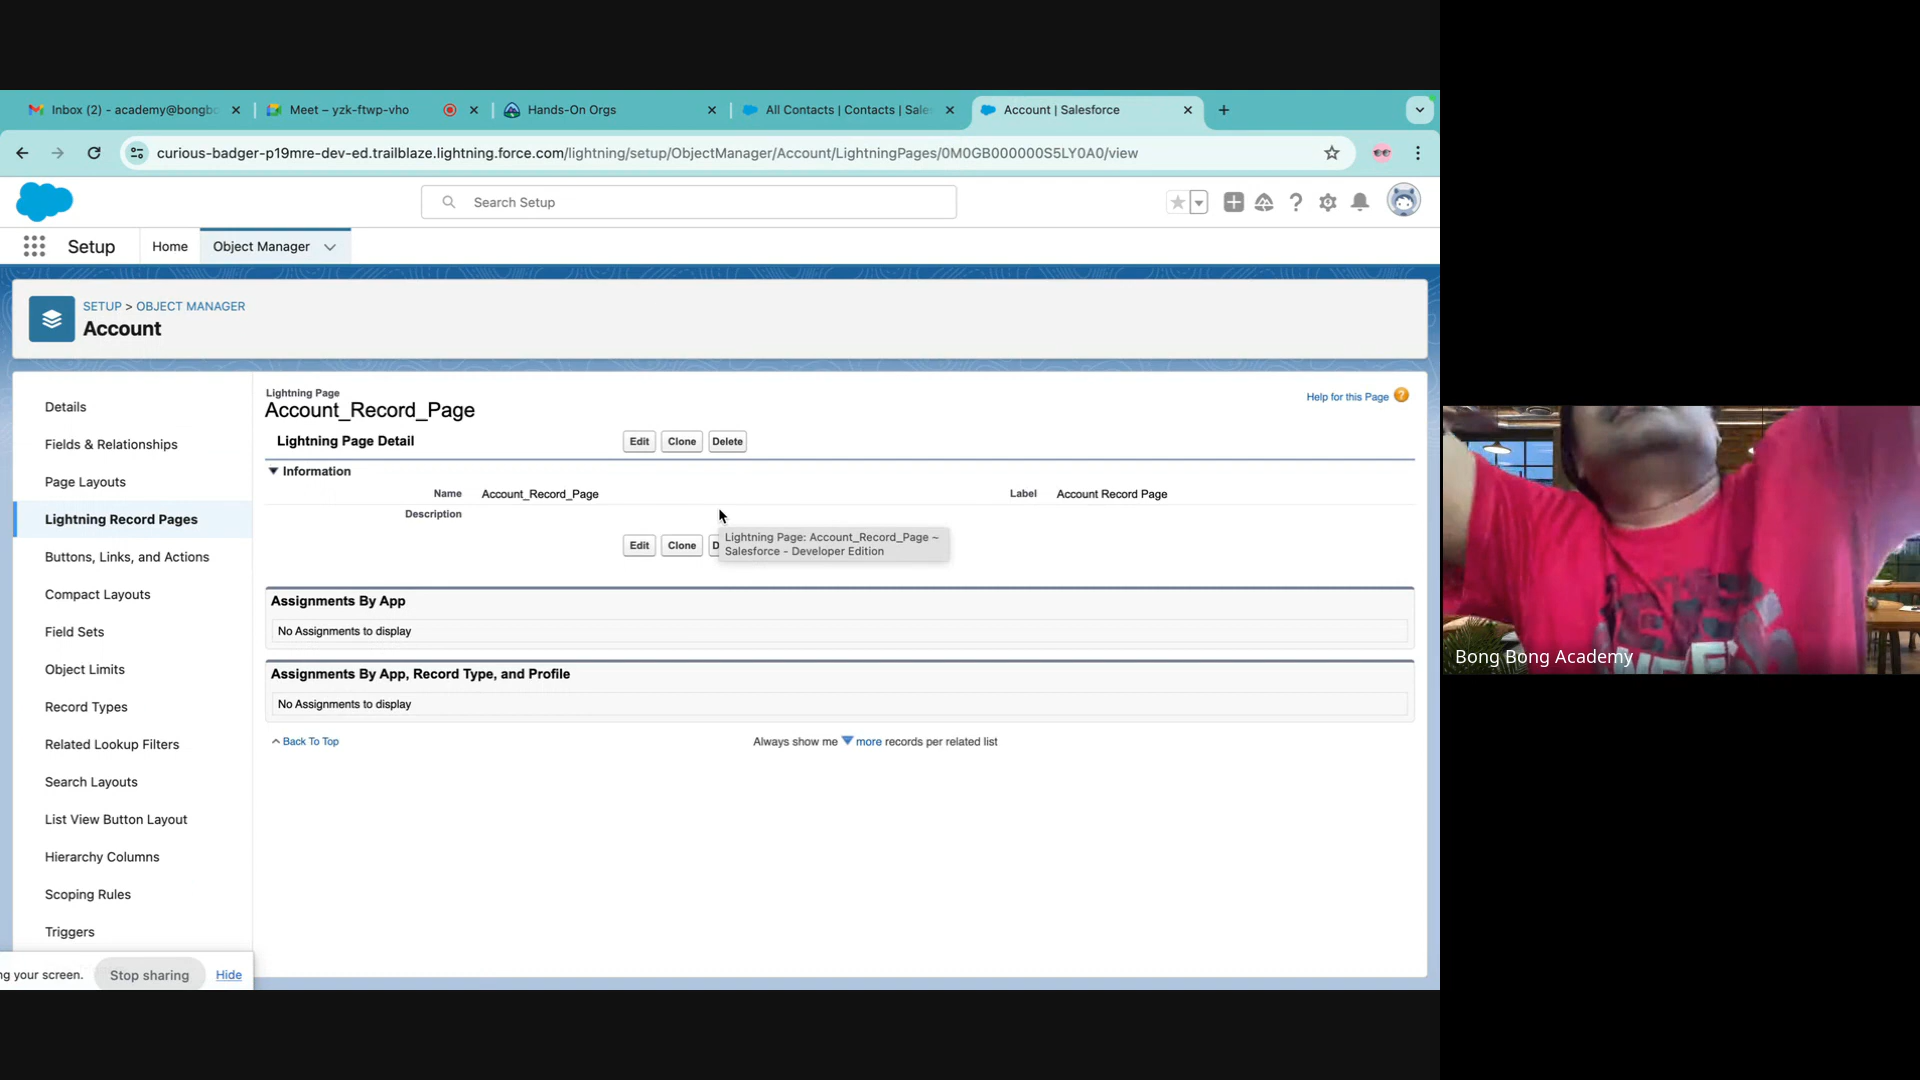 Inbox (2) - academy@bongbo
Meet – yzk-ftwp-vho
Hands-On Orgs
All Contacts | Contacts | Sale
Account | Salesforce
curious-badger-p19mre-dev-ed.trailblaze.lightning.force.com/lightning/setup/ObjectManager/Account/LightningPages/0M0GB000000S5LY0A0/view
Search Setup
Setup
Home
Object Manager
SETUP > OBJECT MANAGER
Account
Details
Fields & Relationships
Page Layouts
Lightning Record Pages
Buttons, Links, and Actions
Compact Layouts
Field Sets
Object Limits
Record Types
Related Lookup Filters
Search Layouts
List View Button Layout
Hierarchy Columns
Scoping Rules
Triggers
Lightning Page
Account_Record_Page
Help for this Page
Lightning Page Detail
Edit Clone Delete
Information
Name Account_Record_Page Label Account Record Page
Description
Edit Clone D
Lightning Page: Account_Record_Page ~
Salesforce - Developer Edition
Assignments By App
No Assignments to display
Assignments By App, Record Type, and Profile
No Assignments to display
Back To Top
Always show me more records per related list
ng your screen. Stop sharing Hide
Bong Bong Academy